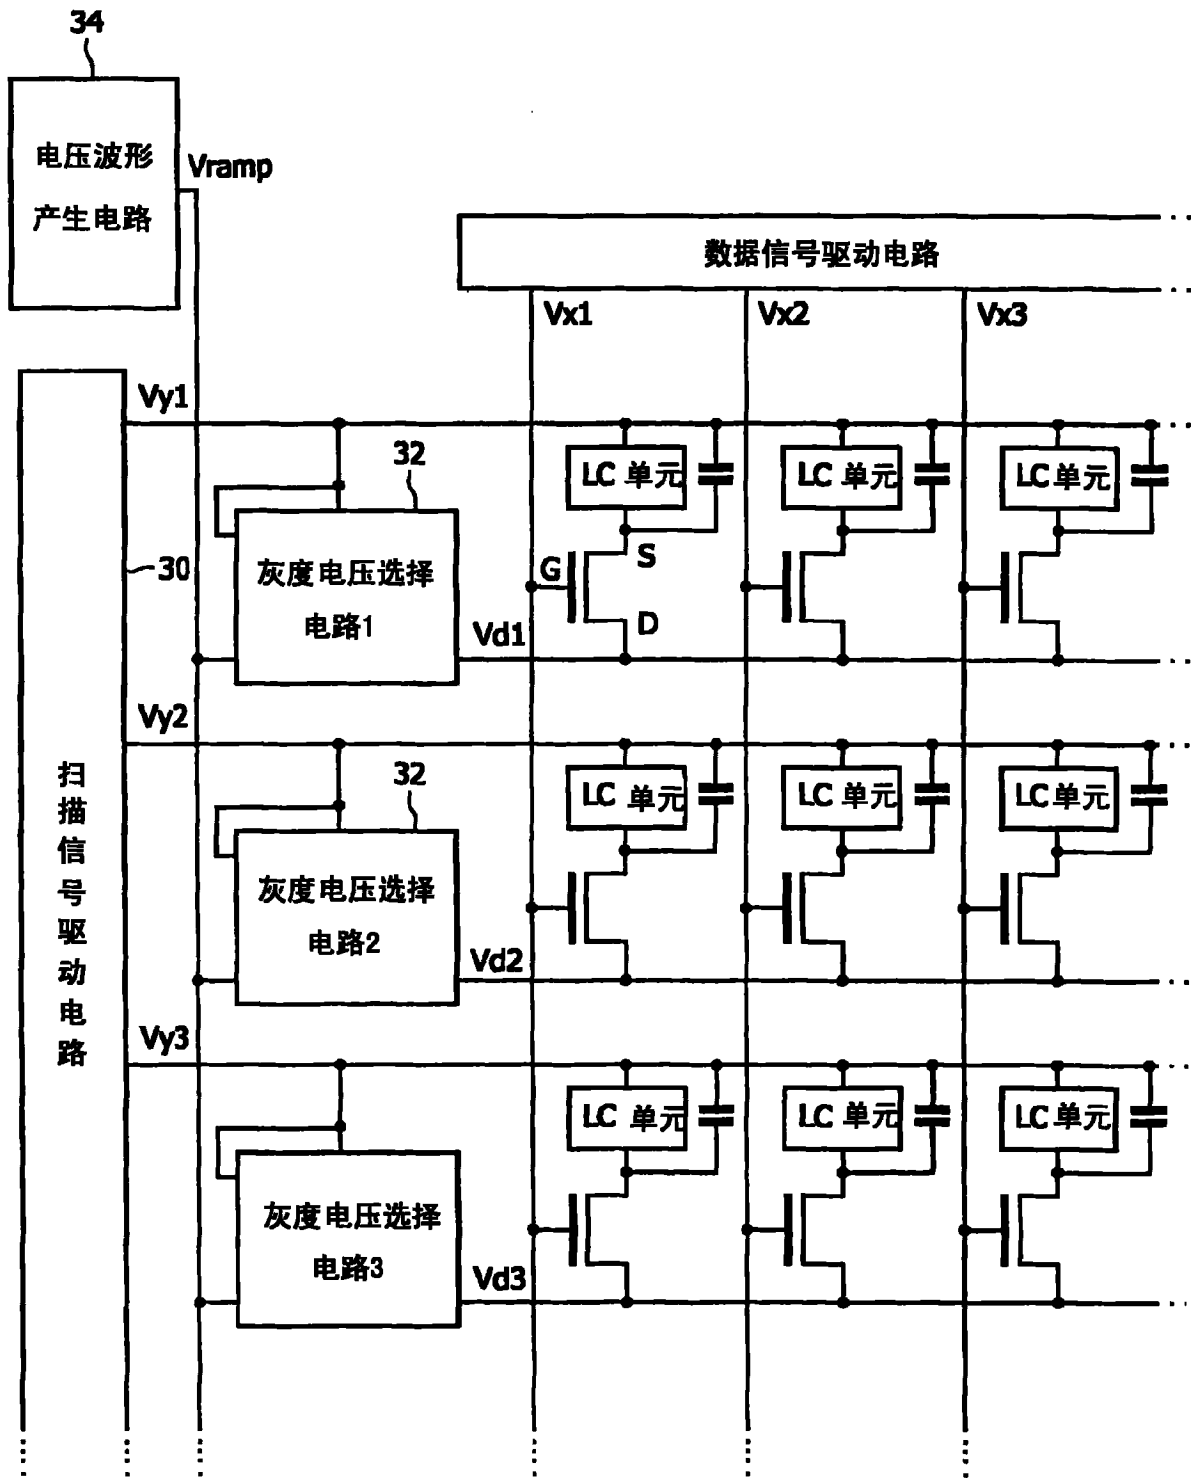 34
电压波形
产生电路
Vramp
数据信号驱动电路
Vx1
Vx2
Vx3
Vy1
32
LC 单元
LC 单元
LC 单元
30
灰度电压选择
电路1
G
S
D
Vd1
Vy2
32
LC 单元
LC 单元
LC 单元
扫描信号驱动电路
灰度电压选择
电路2
Vd2
Vy3
LC 单元
LC 单元
LC 单元
灰度电压选择
电路3
Vd3